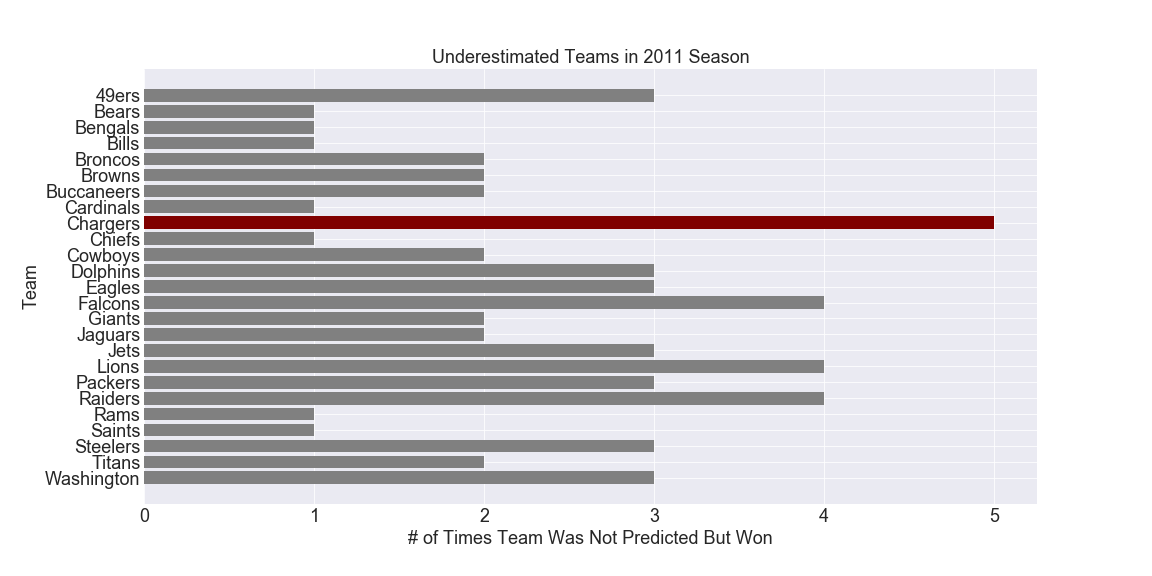 Underestimated Teams in 2011 Season
Team
49ers
Bears
Bengals
Bills
Broncos
Browns
Buccaneers
Cardinals
Chargers
Chiefs
Cowboys
Dolphins
Eagles
Falcons
Giants
Jaguars
Jets
Lions
Packers
Raiders
Rams
Saints
Steelers
Titans
Washington
0 1 2 3 4 5
# of Times Team Was Not Predicted But Won